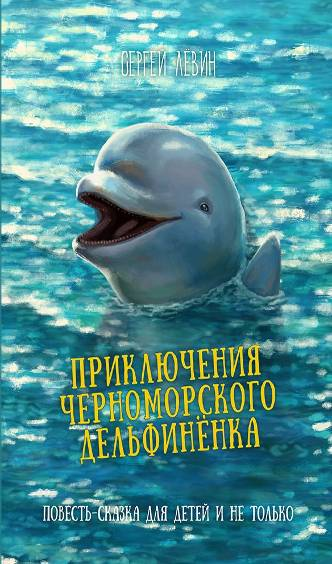 СЕРГЕЙ ЛЁВИН
ПРИКЛЮЧЕНИЯ
ЧЕРНОМОРСКОГО
ДЕЛЬФИНЁНКА
ПОВЕСТЬ-СКАЗКА ДЛЯ ДЕТЕЙ И НЕ ТОЛЬКО